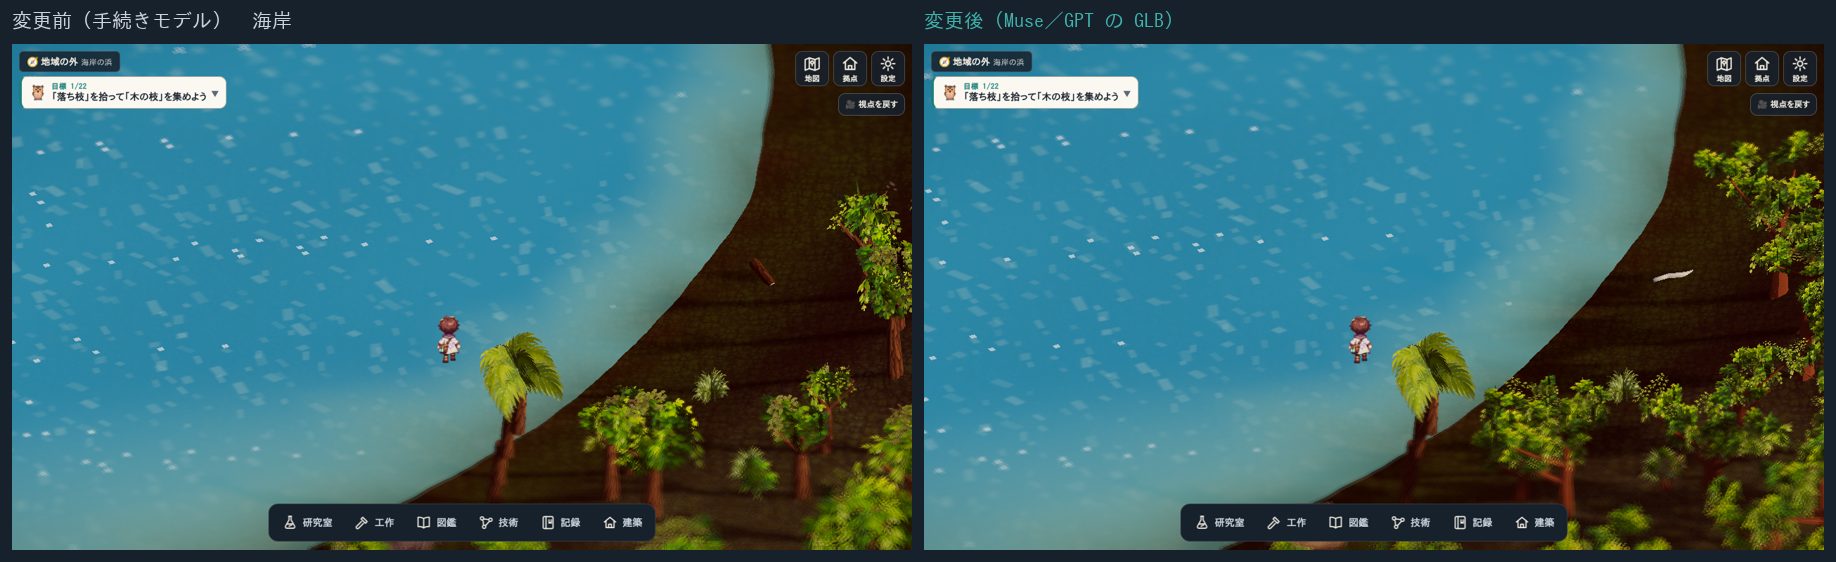 変更前（手続きモデル）　海岸
地域の外 海岸の浜
目標 1/22
「落ち枝」を拾って「木の枝」を集めよう ▼
地図
拠点
設定
視点を戻す
研究室
工作
図鑑
技術
記録
建築
変更後（Muse／GPT の GLB）
地域の外 海岸の浜
目標 1/22
「落ち枝」を拾って「木の枝」を集めよう ▼
地図
拠点
設定
視点を戻す
研究室
工作
図鑑
技術
記録
建築